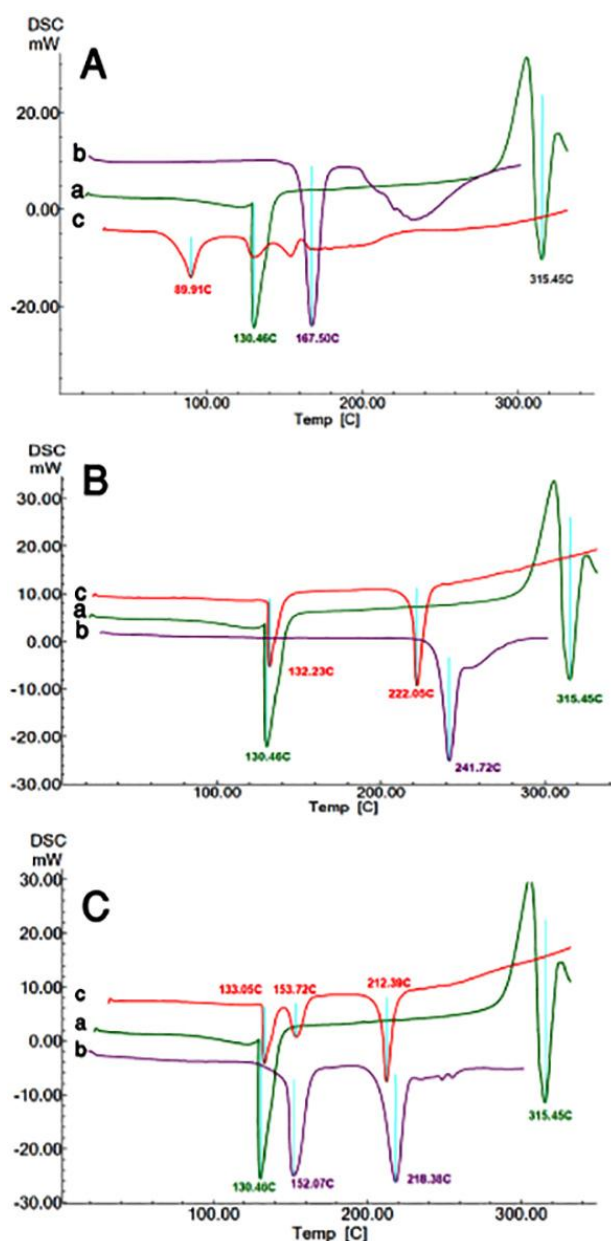 DSC
mW
A
20.00
b
a
0.00
c
89.91C
315.45C
-20.00
130.46C
167.50C
100.00
200.00
300.00
Temp [C]
DSC
mW
B
30.00
20.00
c
10.00
a
b
0.00
132.23C
-10.00
222.05C
315.45C
-20.00
130.46C
241.72C
-30.00
100.00
200.00
300.00
Temp [C]
DSC
mW
30.00
C
20.00
133.05C
153.72C
212.39C
10.00
c
a
0.00
b
-10.00
315.45C
-20.00
130.46C
152.07C
218.38C
-30.00
100.00
200.00
300.00
Temp [C]